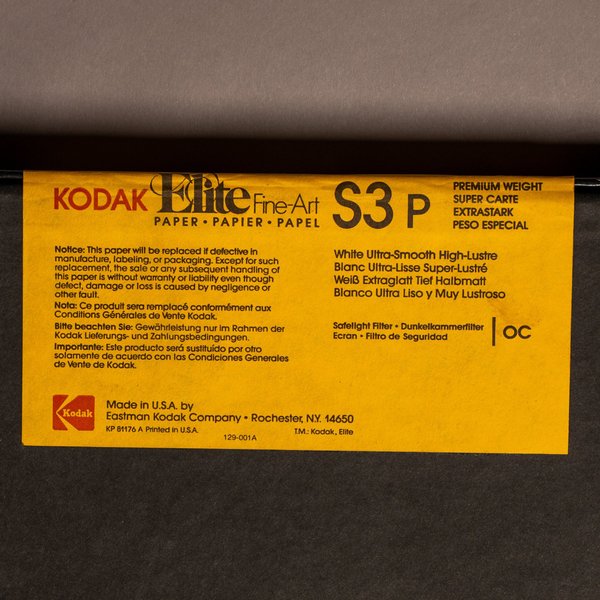 KODAK Elite Fine-Art S3 P
PAPER • PAPIER • PAPEL
PREMIUM WEIGHT
SUPER CARTE
EXTRASTARK
PESO ESPECIAL
Notice: This paper will be replaced if defective in
manufacture, labeling, or packaging. Except for such
replacement, the sale or any subsequent handling of
this paper is without warranty or liability even though
defect, damage or loss is caused by negligence or
other fault.
Nota: Ce produit sera remplacé conformément aux
Conditions Générales de Vente Kodak.
Bitte beachten Sie: Gewährleistung nur im Rahmen der
Kodak Lieferungs- und Zahlungsbedingungen.
Importante: Este producto será sustituído por otro
solamente de acuerdo con las Condiciones Generales
de Vente de Kodak.
White Ultra-Smooth High-Lustre
Blanc Ultra-Lisse Super-Lustré
Weiß Extraglatt Tief Halbmatt
Blanco Ultra Liso y Muy Lustroso
Safelight Filter • Dunkelkammerfilter
Ecran • Filtro de Seguridad
OC
Kodak
Made in U.S.A. by
Eastman Kodak Company • Rochester, N.Y. 14650
KP 81176 A Printed in U.S.A.
129-001A
T.M.: Kodak, Elite